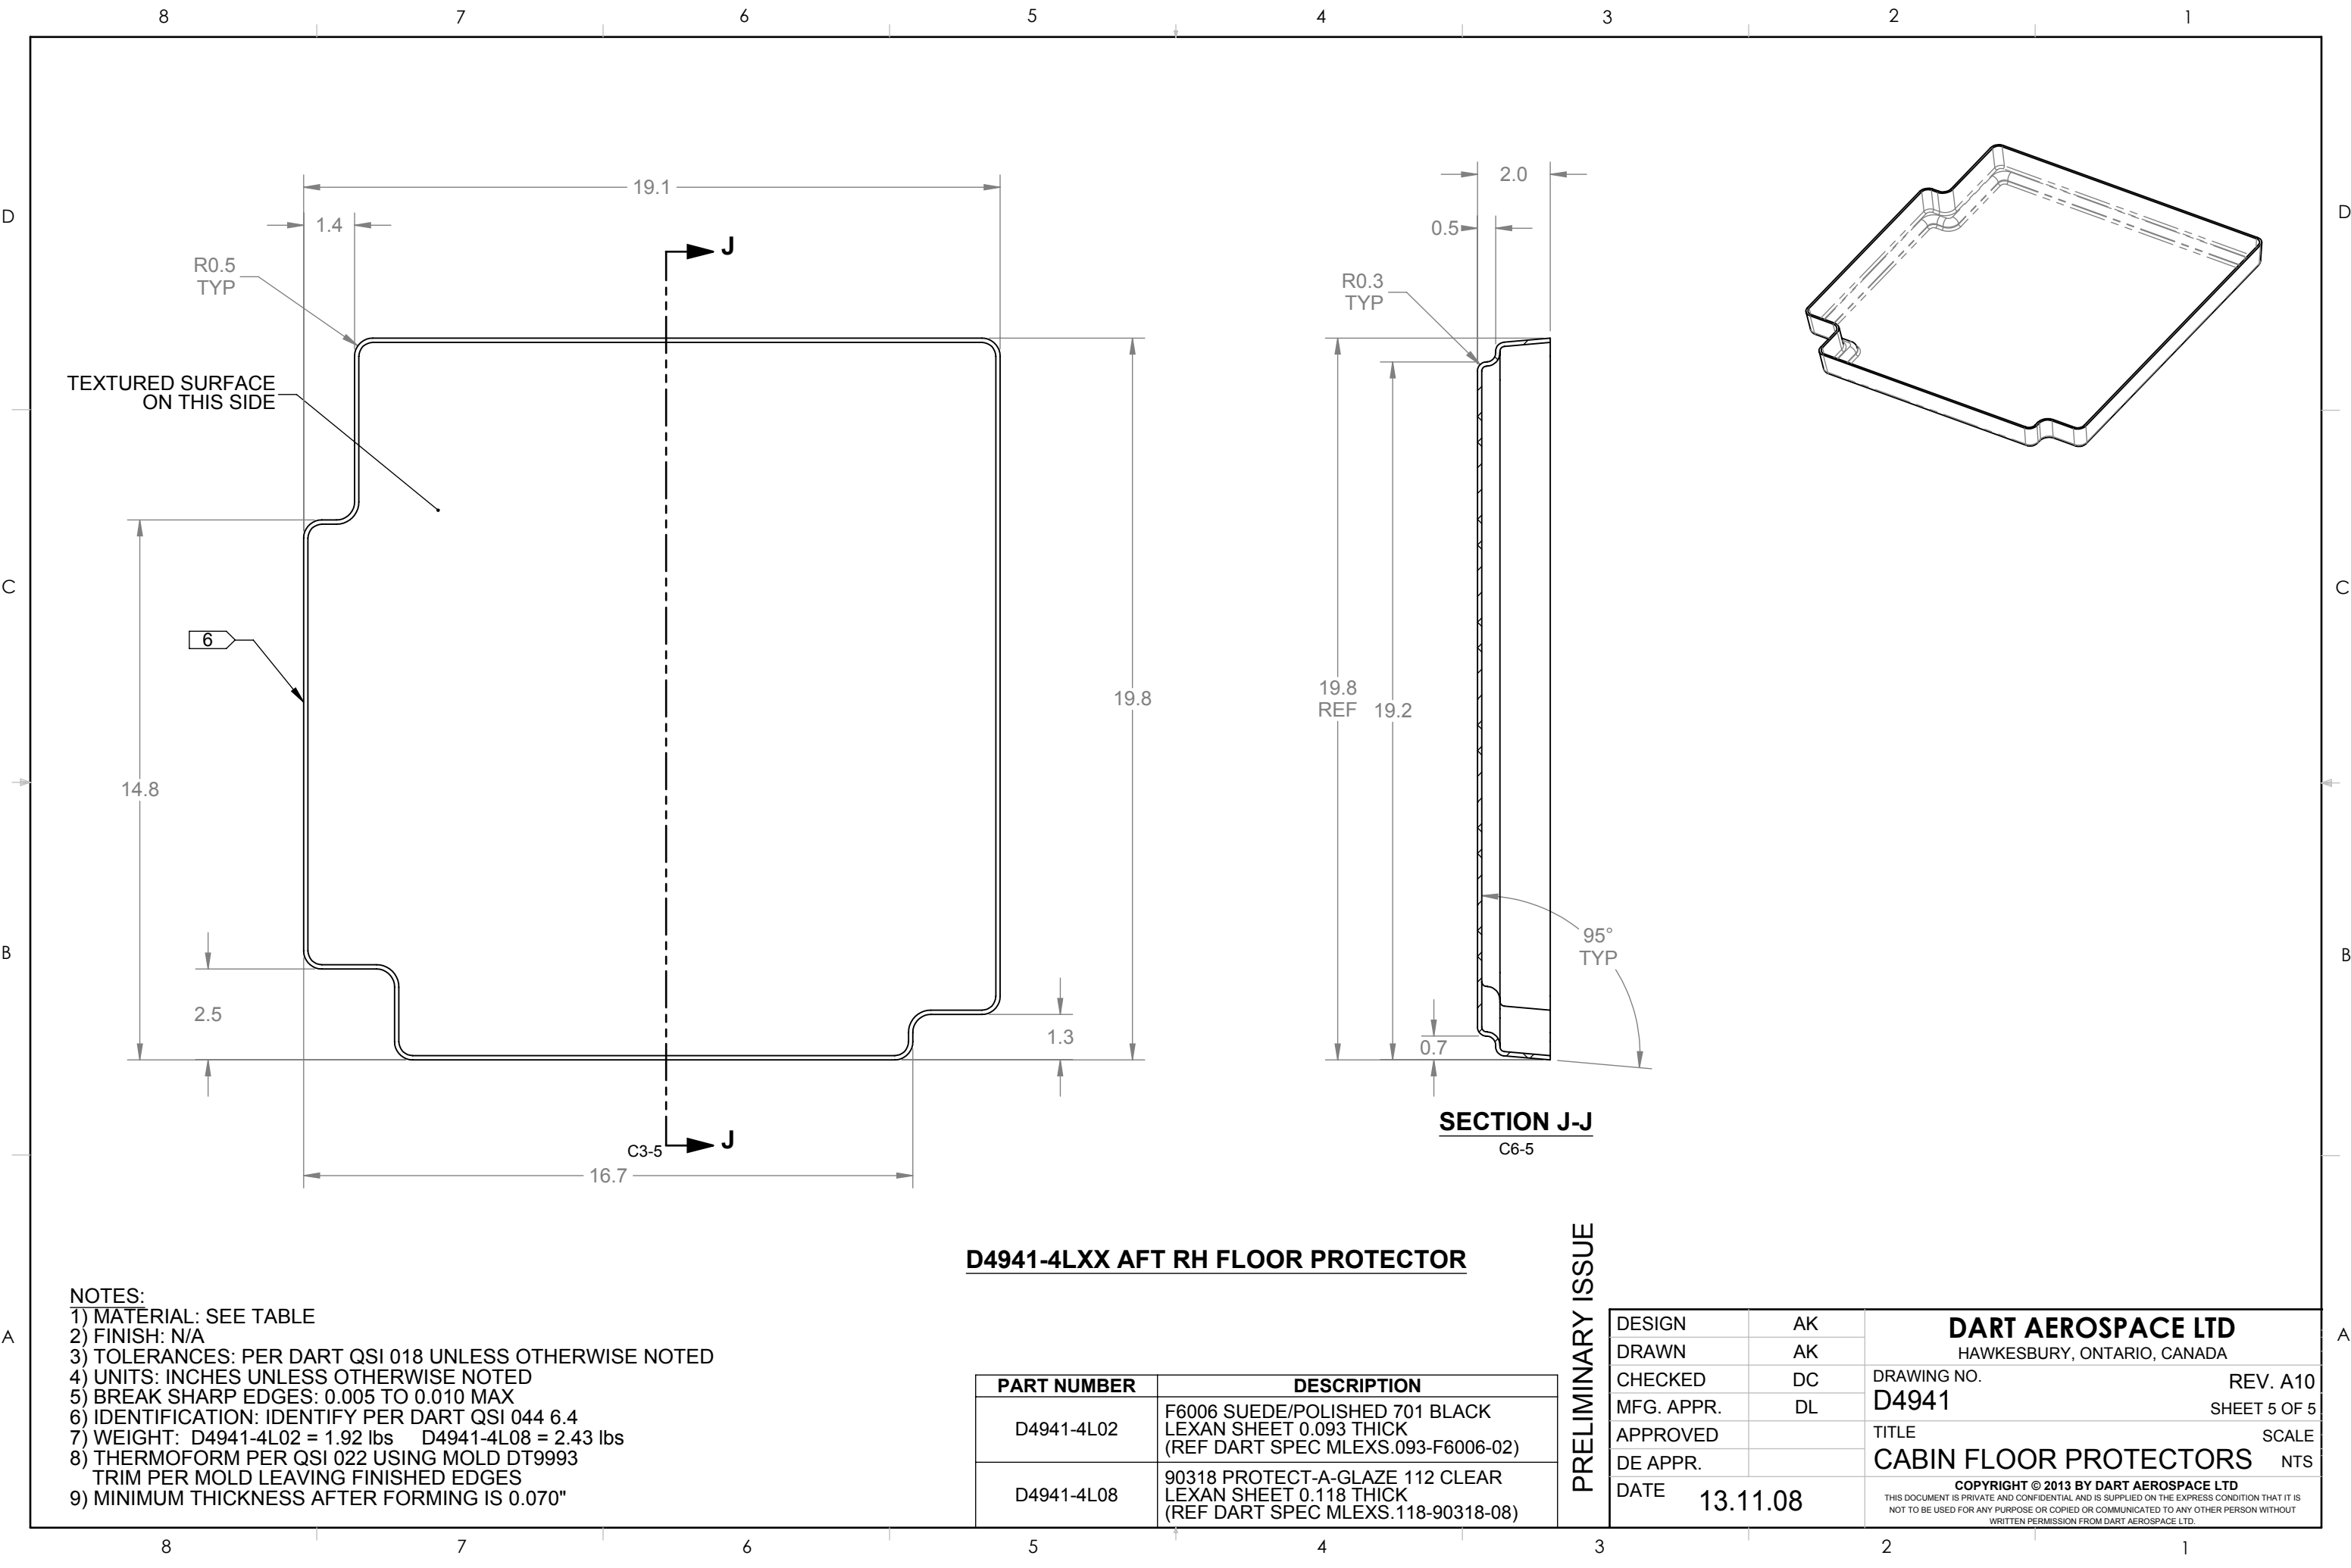 8 7 6 5 4 3 2 1
D D
C C
B B
A A
19.1
1.4
R0.5
TYP
J
TEXTURED SURFACE
ON THIS SIDE
6
14.8
19.8
2.5
1.3
C3-5
J
16.7
2.0
0.5
R0.3
TYP
19.8
REF
19.2
95°
TYP
0.7
SECTION J-J
C6-5
D4941-4LXX AFT RH FLOOR PROTECTOR
NOTES:
1) MATERIAL: SEE TABLE
2) FINISH: N/A
3) TOLERANCES: PER DART QSI 018 UNLESS OTHERWISE NOTED
4) UNITS: INCHES UNLESS OTHERWISE NOTED
5) BREAK SHARP EDGES: 0.005 TO 0.010 MAX
6) IDENTIFICATION: IDENTIFY PER DART QSI 044 6.4
7) WEIGHT: D4941-4L02 = 1.92 lbs D4941-4L08 = 2.43 lbs
8) THERMOFORM PER QSI 022 USING MOLD DT9993
TRIM PER MOLD LEAVING FINISHED EDGES
9) MINIMUM THICKNESS AFTER FORMING IS 0.070"
PART NUMBER DESCRIPTION
D4941-4L02
F6006 SUEDE/POLISHED 701 BLACK
LEXAN SHEET 0.093 THICK
(REF DART SPEC MLEXS.093-F6006-02)
D4941-4L08
90318 PROTECT-A-GLAZE 112 CLEAR
LEXAN SHEET 0.118 THICK
(REF DART SPEC MLEXS.118-90318-08)
PRELIMINARY ISSUE
DESIGN AK
DRAWN AK
CHECKED DC
MFG. APPR. DL
APPROVED
DE APPR.
DATE 13.11.08
DART AEROSPACE LTD
HAWKESBURY, ONTARIO, CANADA
DRAWING NO. REV. A10
D4941 SHEET 5 OF 5
TITLE SCALE
CABIN FLOOR PROTECTORS NTS
COPYRIGHT © 2013 BY DART AEROSPACE LTD
THIS DOCUMENT IS PRIVATE AND CONFIDENTIAL AND IS SUPPLIED ON THE EXPRESS CONDITION THAT IT IS
NOT TO BE USED FOR ANY PURPOSE OR COPIED OR COMMUNICATED TO ANY OTHER PERSON WITHOUT
WRITTEN PERMISSION FROM DART AEROSPACE LTD.
8 7 6 5 4 3 2 1